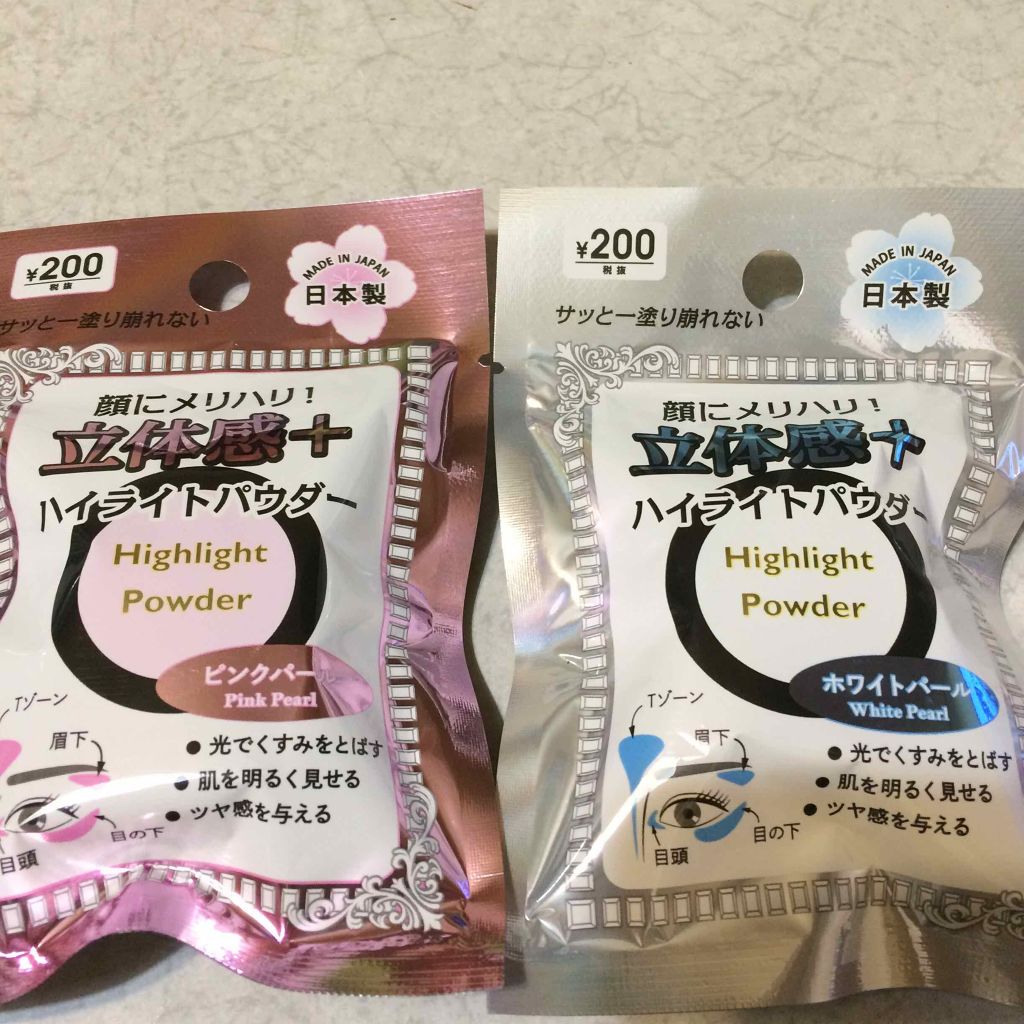 ¥200
税抜
MADE IN JAPAN
日本製
サッと一塗り崩れない
顔にメリハリ!
立体感+
ハイライトパウダー
Highlight
Powder
ピンクパール
Pink Pearl
Tゾーン
眉下
目の下
目頭
●光でくすみをとばす
●肌を明るく見せる
●ツヤ感を与える
¥200
税抜
MADE IN JAPAN
日本製
サッと一塗り崩れない
顔にメリハリ!
立体感+
ハイライトパウダー
Highlight
Powder
ホワイトパール
White Pearl
Tゾーン
眉下
目の下
目頭
●光でくすみをとばす
●肌を明るく見せる
●ツヤ感を与える